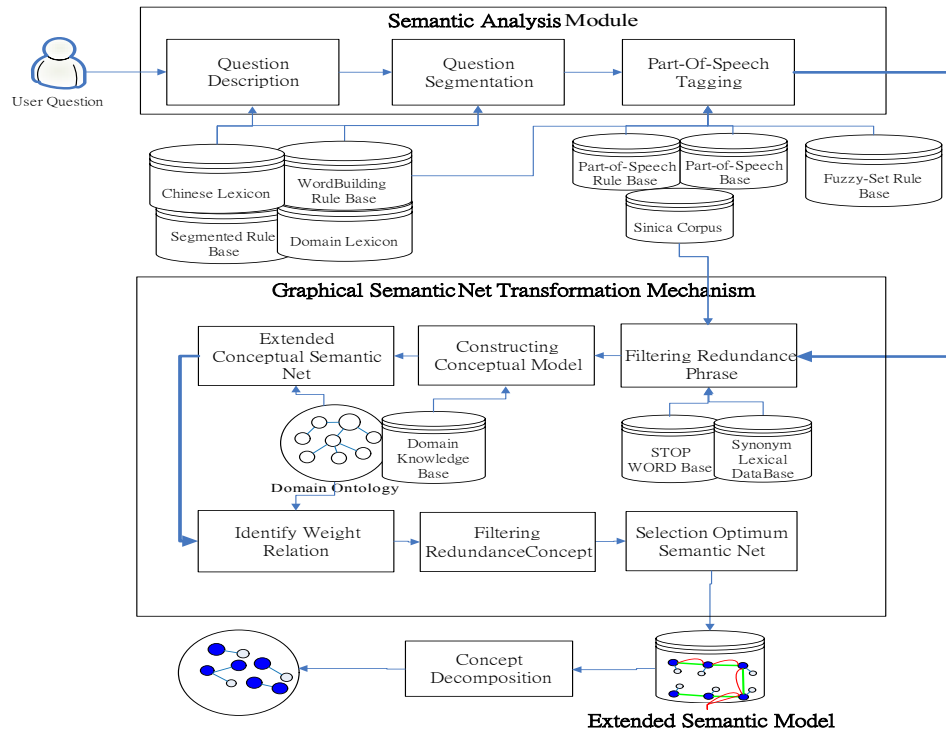 Semantic Analysis Module
User Question
Question
Description
Question
Segmentation
Part-Of-Speech
Tagging
Chinese Lexicon
WordBuilding
Rule Base
Segmented Rule
Base
Domain Lexicon
Part-of-Speech
Rule Base
Part-of-Speech
Base
Fuzzy-Set Rule
Base
Sinica Corpus
Graphical Semantic Net Transformation Mechanism
Extended
Conceptual Semantic
Net
Constructing
Conceptual Model
Filtering Redundance
Phrase
Domain Ontology
Domain
Knowledge
Base
STOP
WORD Base
Synonym
Lexical
DataBase
Identify Weight
Relation
Filtering
RedundanceConcept
Selection Optimum
Semantic Net
Concept
Decomposition
Extended Semantic Model